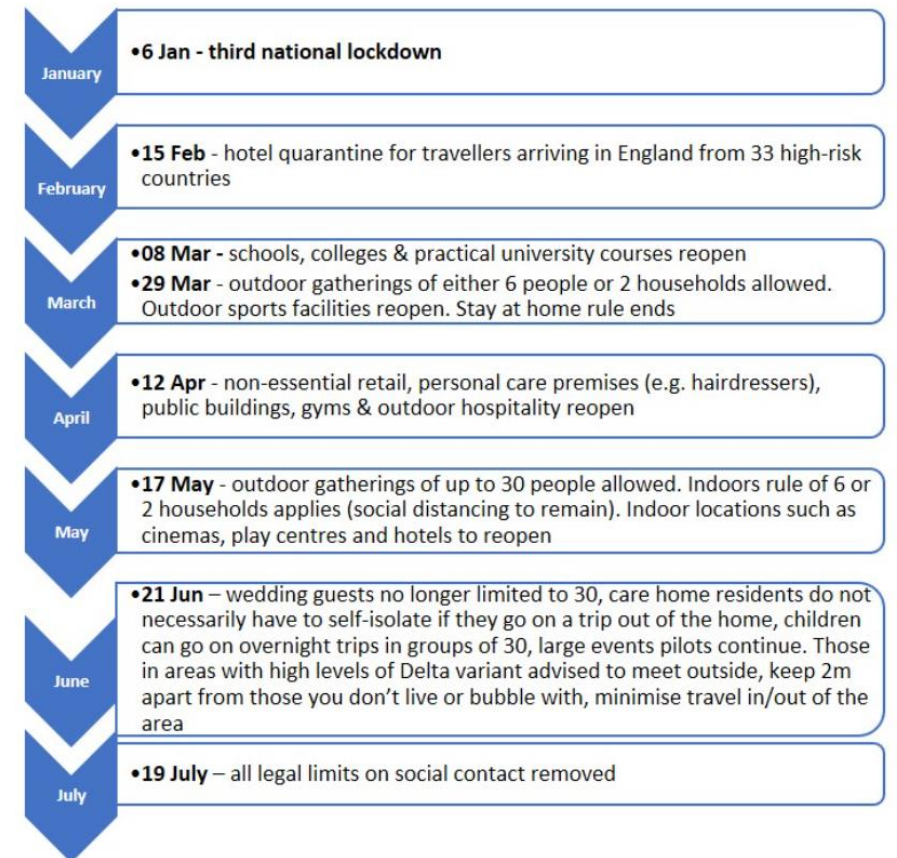 January
•6 Jan - third national lockdown
February
•15 Feb - hotel quarantine for travellers arriving in England from 33 high-risk
countries
March
•08 Mar - schools, colleges & practical university courses reopen
•29 Mar - outdoor gatherings of either 6 people or 2 households allowed.
Outdoor sports facilities reopen. Stay at home rule ends
April
•12 Apr - non-essential retail, personal care premises (e.g. hairdressers),
public buildings, gyms & outdoor hospitality reopen
May
•17 May - outdoor gatherings of up to 30 people allowed. Indoors rule of 6 or
2 households applies (social distancing to remain). Indoor locations such as
cinemas, play centres and hotels to reopen
June
•21 Jun – wedding guests no longer limited to 30, care home residents do not
necessarily have to self-isolate if they go on a trip out of the home, children
can go on overnight trips in groups of 30, large events pilots continue. Those
in areas with high levels of Delta variant advised to meet outside, keep 2m
apart from those you don’t live or bubble with, minimise travel in/out of the
area
July
•19 July – all legal limits on social contact removed